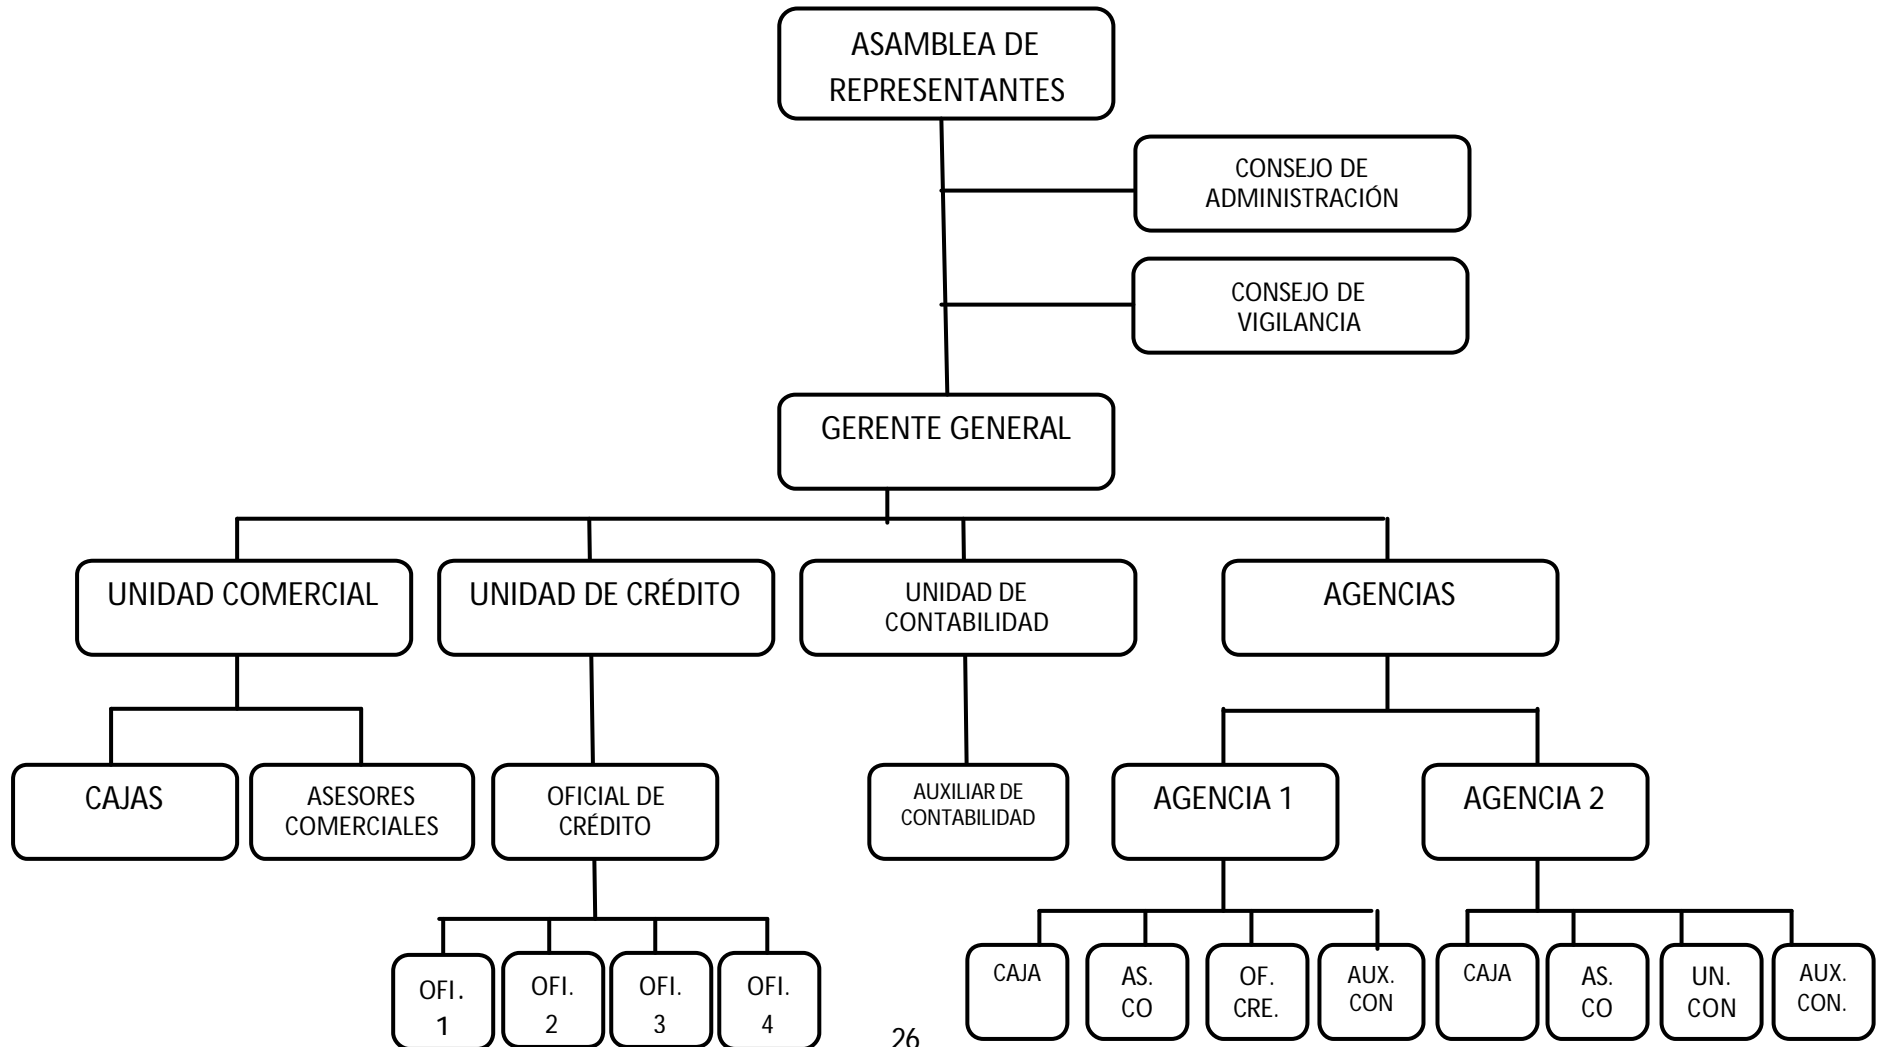 ASAMBLEA DE
REPRESENTANTES
CONSEJO DE
ADMINISTRACIÓN
CONSEJO DE
VIGILANCIA
GERENTE GENERAL
UNIDAD COMERCIAL
UNIDAD DE CRÉDITO
UNIDAD DE
CONTABILIDAD
AGENCIAS
CAJAS
ASESORES
COMERCIALES
OFICIAL DE
CRÉDITO
AUXILIAR DE
CONTABILIDAD
AGENCIA 1
AGENCIA 2
OFI.
1
OFI.
2
OFI.
3
OFI.
4
CAJA
AS.
CO
OF.
CRE.
AUX.
CON
CAJA
AS.
CO
UN.
CON
AUX.
CON.
26